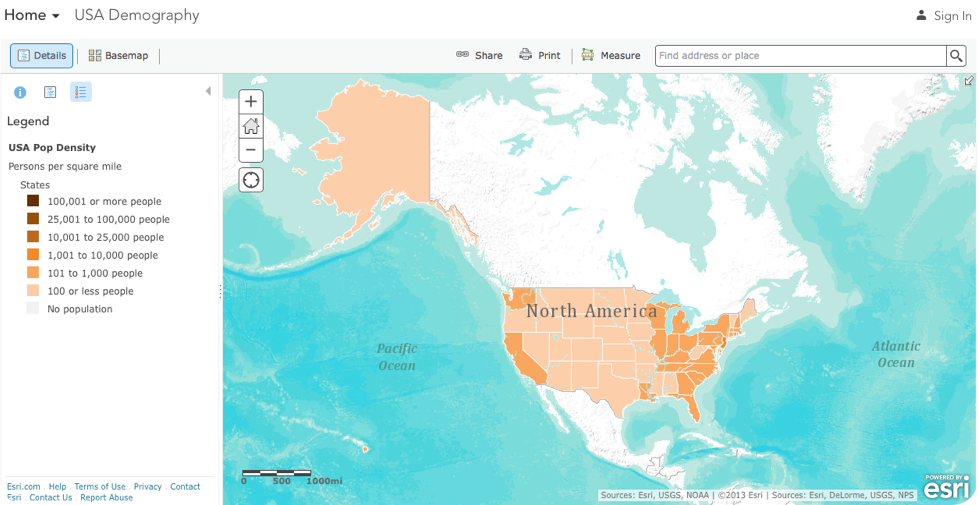 Home USA Demography Sign In
Details Basemap Share Print Measure Find address or place
Legend
USA Pop Density
Persons per square mile
States
100,001 or more people
25,001 to 100,000 people
10,001 to 25,000 people
1,001 to 10,000 people
101 to 1,000 people
100 or less people
No population
Esri.com . Help . Terms of Use . Privacy . Contact
Esri . Contact Us . Report Abuse
North America
Pacific
Ocean
Atlantic
Ocean
0 500 1000mi
Sources: Esri, USGS, NOAA | ©2013 Esri | Sources: Esri, DeLorme, USGS, NPS
POWERED BY
esri